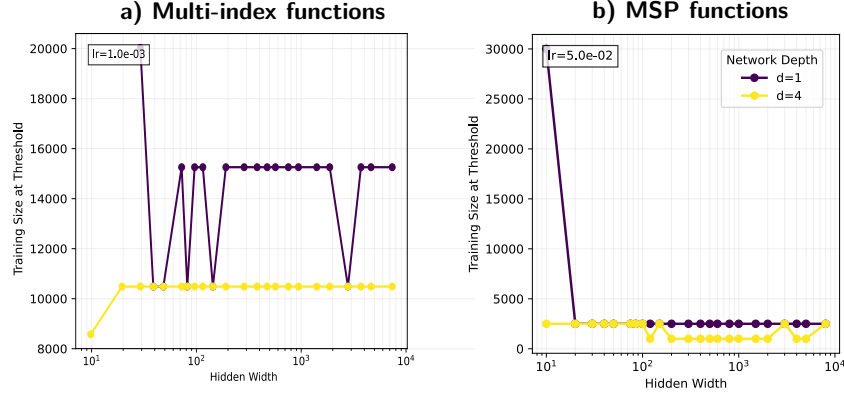 a) Multi-index functions
20000
18000
16000
14000
12000
10000
8000
Training Size at Threshold
lr=1.0e-03
10¹
10²
10³
10⁴
Hidden Width
b) MSP functions
30000
25000
20000
15000
10000
5000
0
Training Size at Threshold
lr=5.0e-02
Network Depth
d=1
d=4
10¹
10²
10³
10⁴
Hidden Width